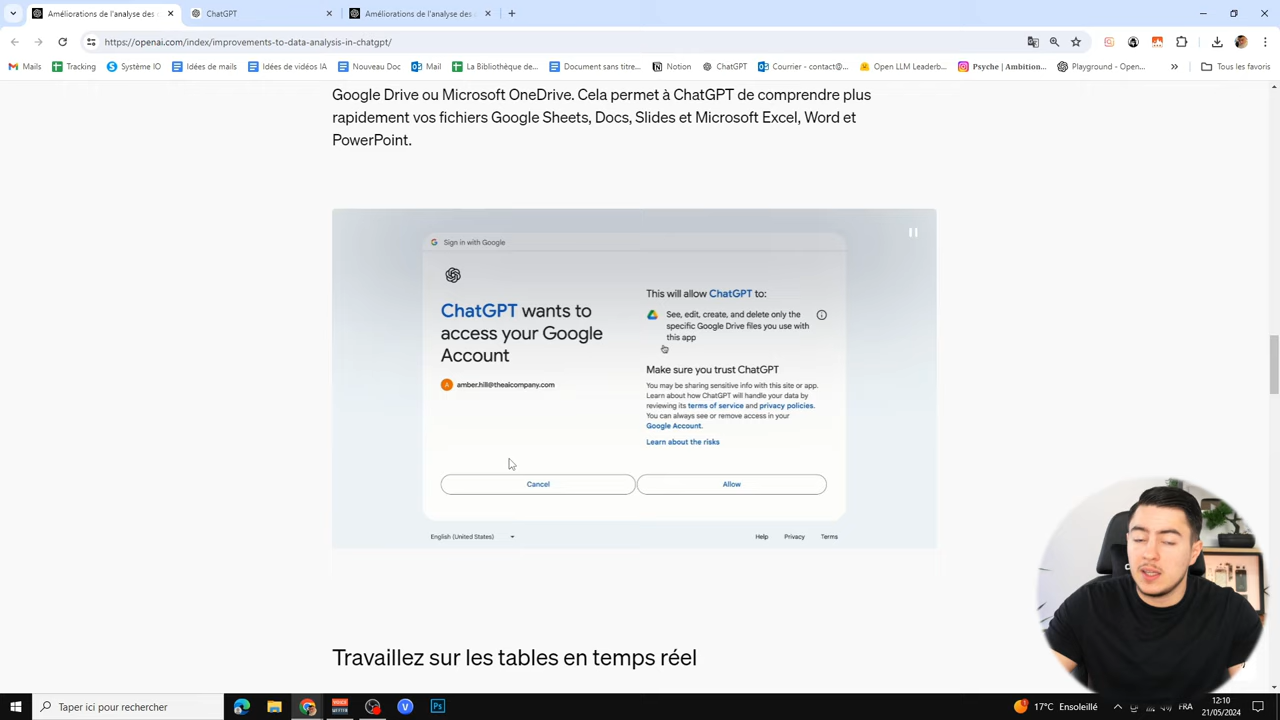 Améliorations de l'analyse des
ChatGPT
Améliorations de l'analyse des
https://openai.com/index/improvements-to-data-analysis-in-chatgpt/
Mails
Tracking
Système IO
Idées de vidéos
Idées de vidéos IA
Nouveau Doc
Mail
La Bibliothèque de...
Document sans titre...
Notion
ChatGPT
Courrier - contact@...
Open LLM Leaderb...
Psyche | Ambition...
Playground - Open...
Tous les favoris
Google Drive ou Microsoft OneDrive. Cela permet à ChatGPT de comprendre plus
rapidement vos fichiers Google Sheets, Docs, Slides et Microsoft Excel, Word et
PowerPoint.
Sign in with Google
ChatGPT wants to
access your Google
Account
amber.hill@theaicompany.com
This will allow ChatGPT to:
See, edit, create, and delete only the
specific Google Drive files you use with
this app
Make sure you trust ChatGPT
You may be sharing sensitive info with this site or app.
Learn about how ChatGPT will handle your data by
reviewing its terms of service and privacy policies.
You can always see or remove access in your
Google Account.
Learn about the risks
Cancel
Allow
English (United States)
Help
Privacy
Terms
Travaillez sur les tables en temps réel
Taper ici pour rechercher
17°C Ensoleillé
FRA
12:10
21/05/2024